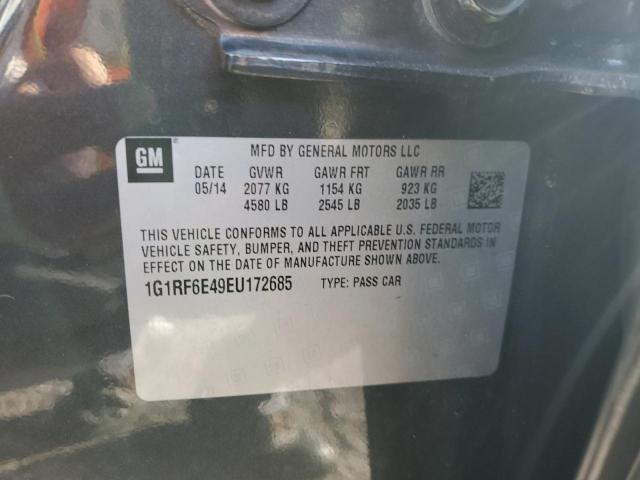 GM
MFD BY GENERAL MOTORS LLC
DATE GVWR GAWR FRT GAWR RR
05/14 2077 KG 1154 KG 923 KG
4580 LB 2545 LB 2035 LB
THIS VEHICLE CONFORMS TO ALL APPLICABLE U.S. FEDERAL MOTOR
VEHICLE SAFETY, BUMPER, AND THEFT PREVENTION STANDARDS IN
EFFECT ON THE DATE OF MANUFACTURE SHOWN ABOVE.
1G1RF6E49EU172685 TYPE: PASS CAR